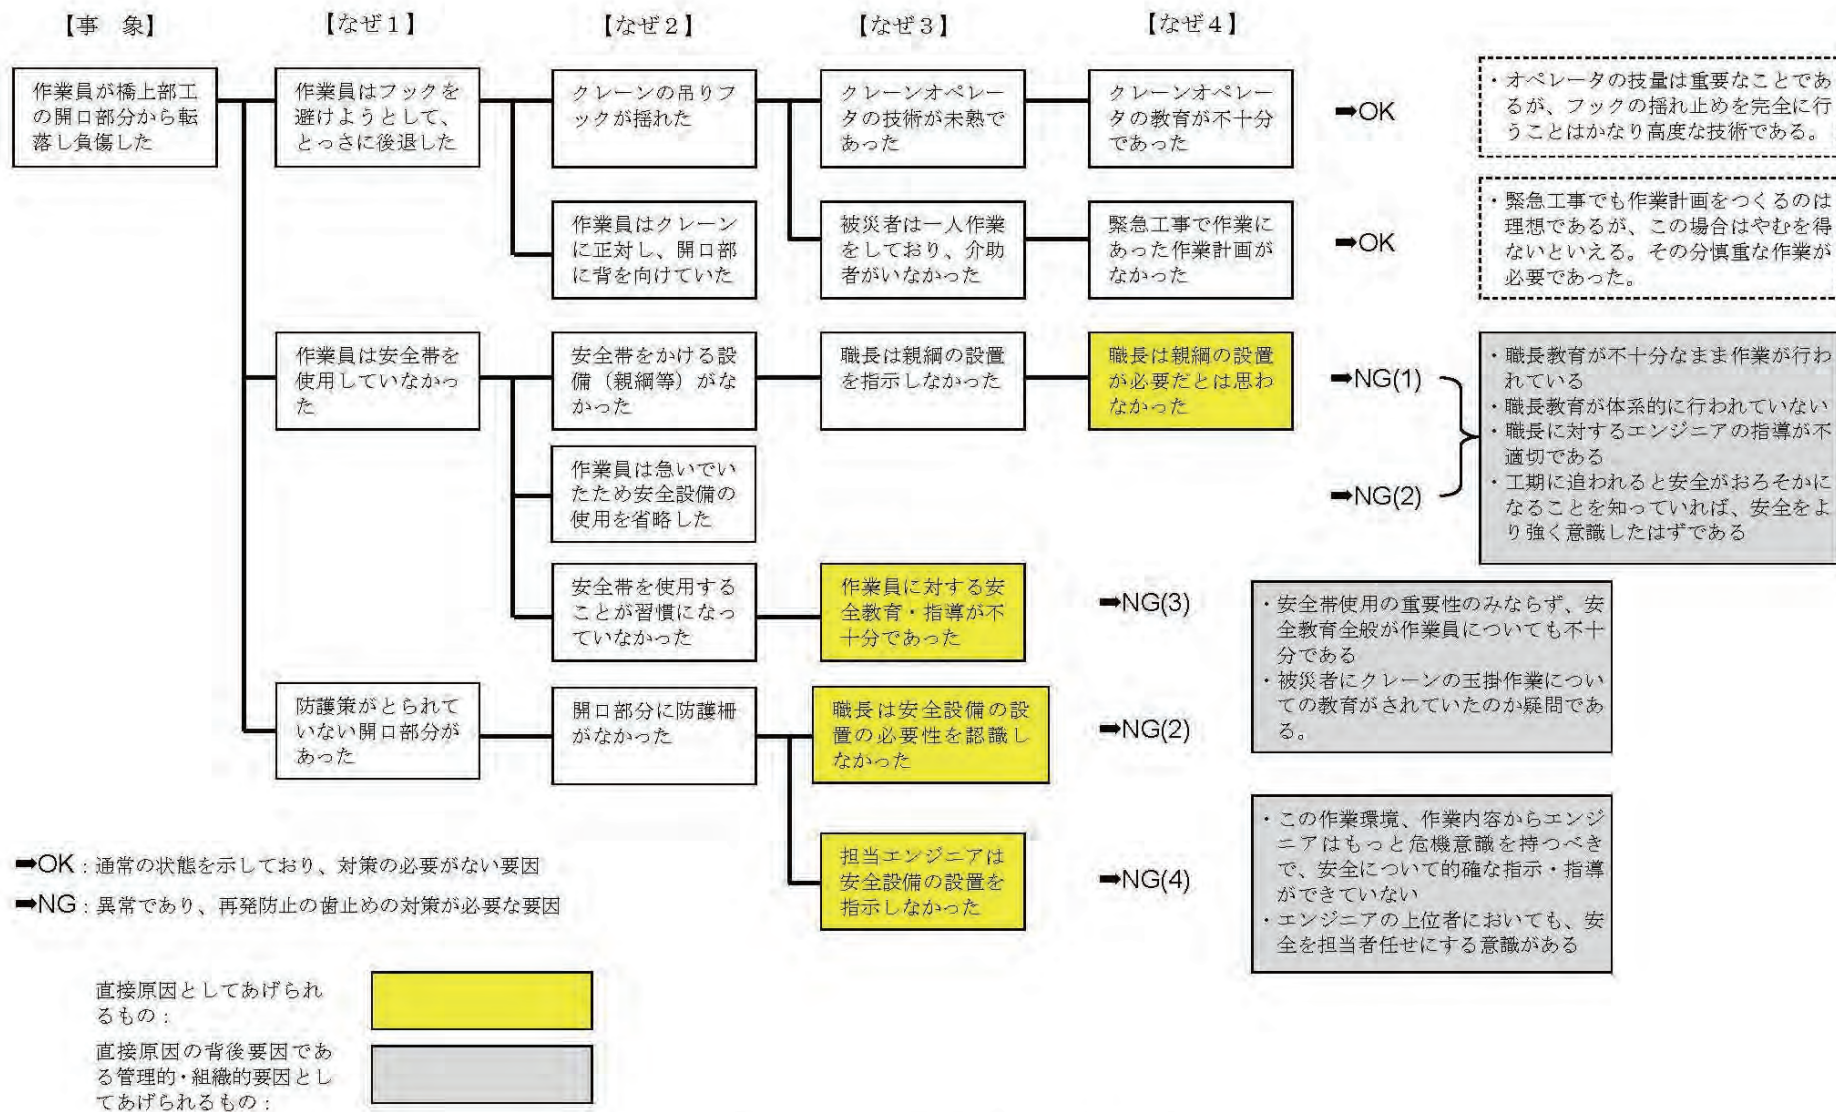 【事　象】
【なぜ１】
【なぜ２】
【なぜ３】
【なぜ４】
作業員が橋上部工
の開口部分から転
落し負傷した
作業員はフックを
避けようとして、
とっさに後退した
クレーンの吊りフ
ックが揺れた
クレーンオペレー
タの技術が未熟で
あった
クレーンオペレー
タの教育が不十分
であった
➡OK
・オペレータの技量は重要なことであ
るが、フックの揺れ止めを完全に行
うことはかなり高度な技術である。
作業員はクレーン
に正対し、開口部
に背を向けていた
被災者は一人作業
をしており、介助
者がいなかった
緊急工事で作業に
あった作業計画が
なかった
➡OK
・緊急工事でも作業計画をつくるのは
理想であるが、この場合はやむを得
ないといえる。その分慎重な作業が
必要であった。
作業員は安全帯を
使用していなかっ
た
安全帯をかける設
備（親綱等）がな
かった
職長は親綱の設置
を指示しなかった
職長は親綱の設置
が必要だとは思わ
なかった
➡NG(1)
➡NG(2)
・職長教育が不十分なまま作業が行わ
れている
・職長教育が体系的に行われていない
・職長に対するエンジニアの指導が不
適切である
・工期に追われると安全がおろそかに
なることを知っていれば、安全をよ
り強く意識したはずである
作業員は急いでい
たため安全設備の
使用を省略した
安全帯を使用する
ことが習慣になっ
ていなかった
作業員に対する安
全教育・指導が不
十分であった
➡NG(3)
・安全帯使用の重要性のみならず、安
全教育全般が作業員についても不十
分である
・被災者にクレーンの玉掛作業につい
ての教育がされていたのか疑問であ
る。
防護策がとられて
いない開口部分が
あった
開口部分に防護柵
がなかった
職長は安全設備の設
置の必要性を認識し
なかった
➡NG(2)
担当エンジニアは
安全設備の設置を
指示しなかった
➡NG(4)
・この作業環境、作業内容からエンジ
ニアはもっと危機意識を持つべき
で、安全について的確な指示・指導
ができていない
・エンジニアの上位者においても、安
全を担当者任せにする意識がある
➡OK：通常の状態を示しており、対策の必要がない要因
➡NG：異常であり、再発防止の歯止めの対策が必要な要因
直接原因としてあげられ
るもの：
直接原因の背後要因であ
る管理的・組織的要因とし
てあげられるもの：